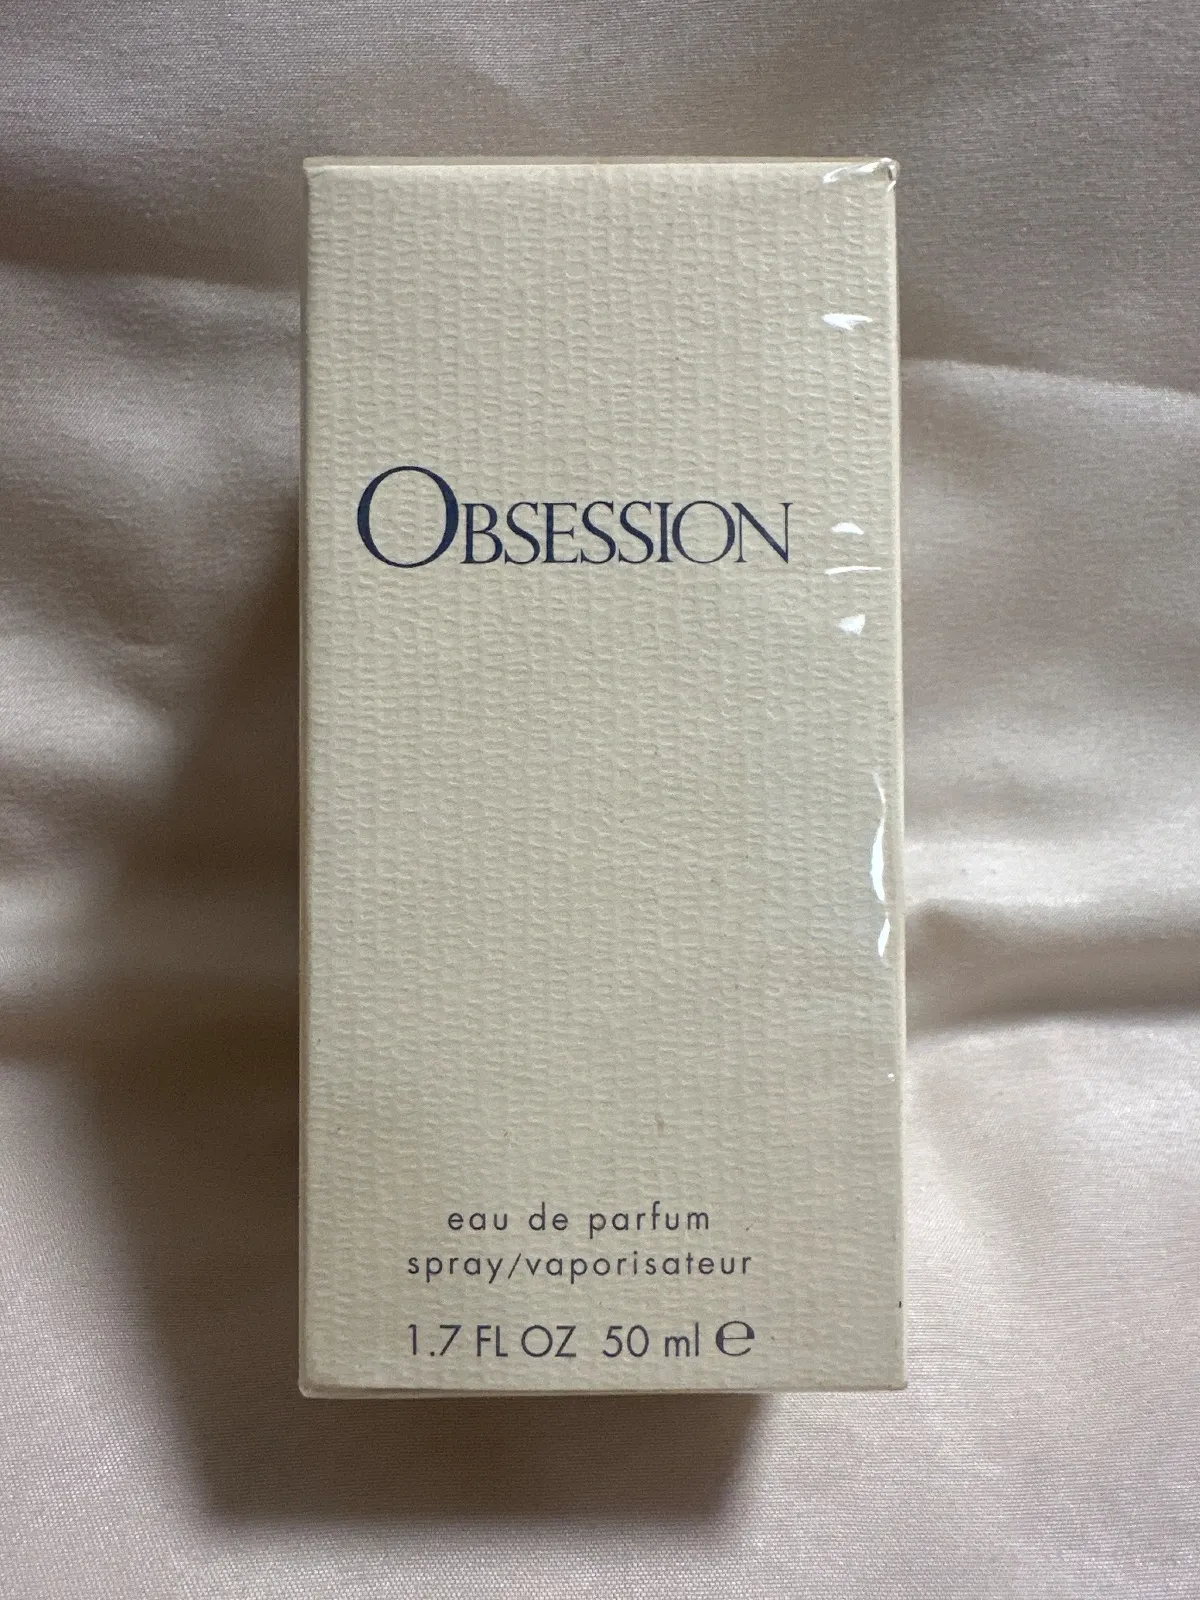 OBSESSION
eau de parfum
spray/vaporisateur
1.7 FL OZ 50 ml ℮